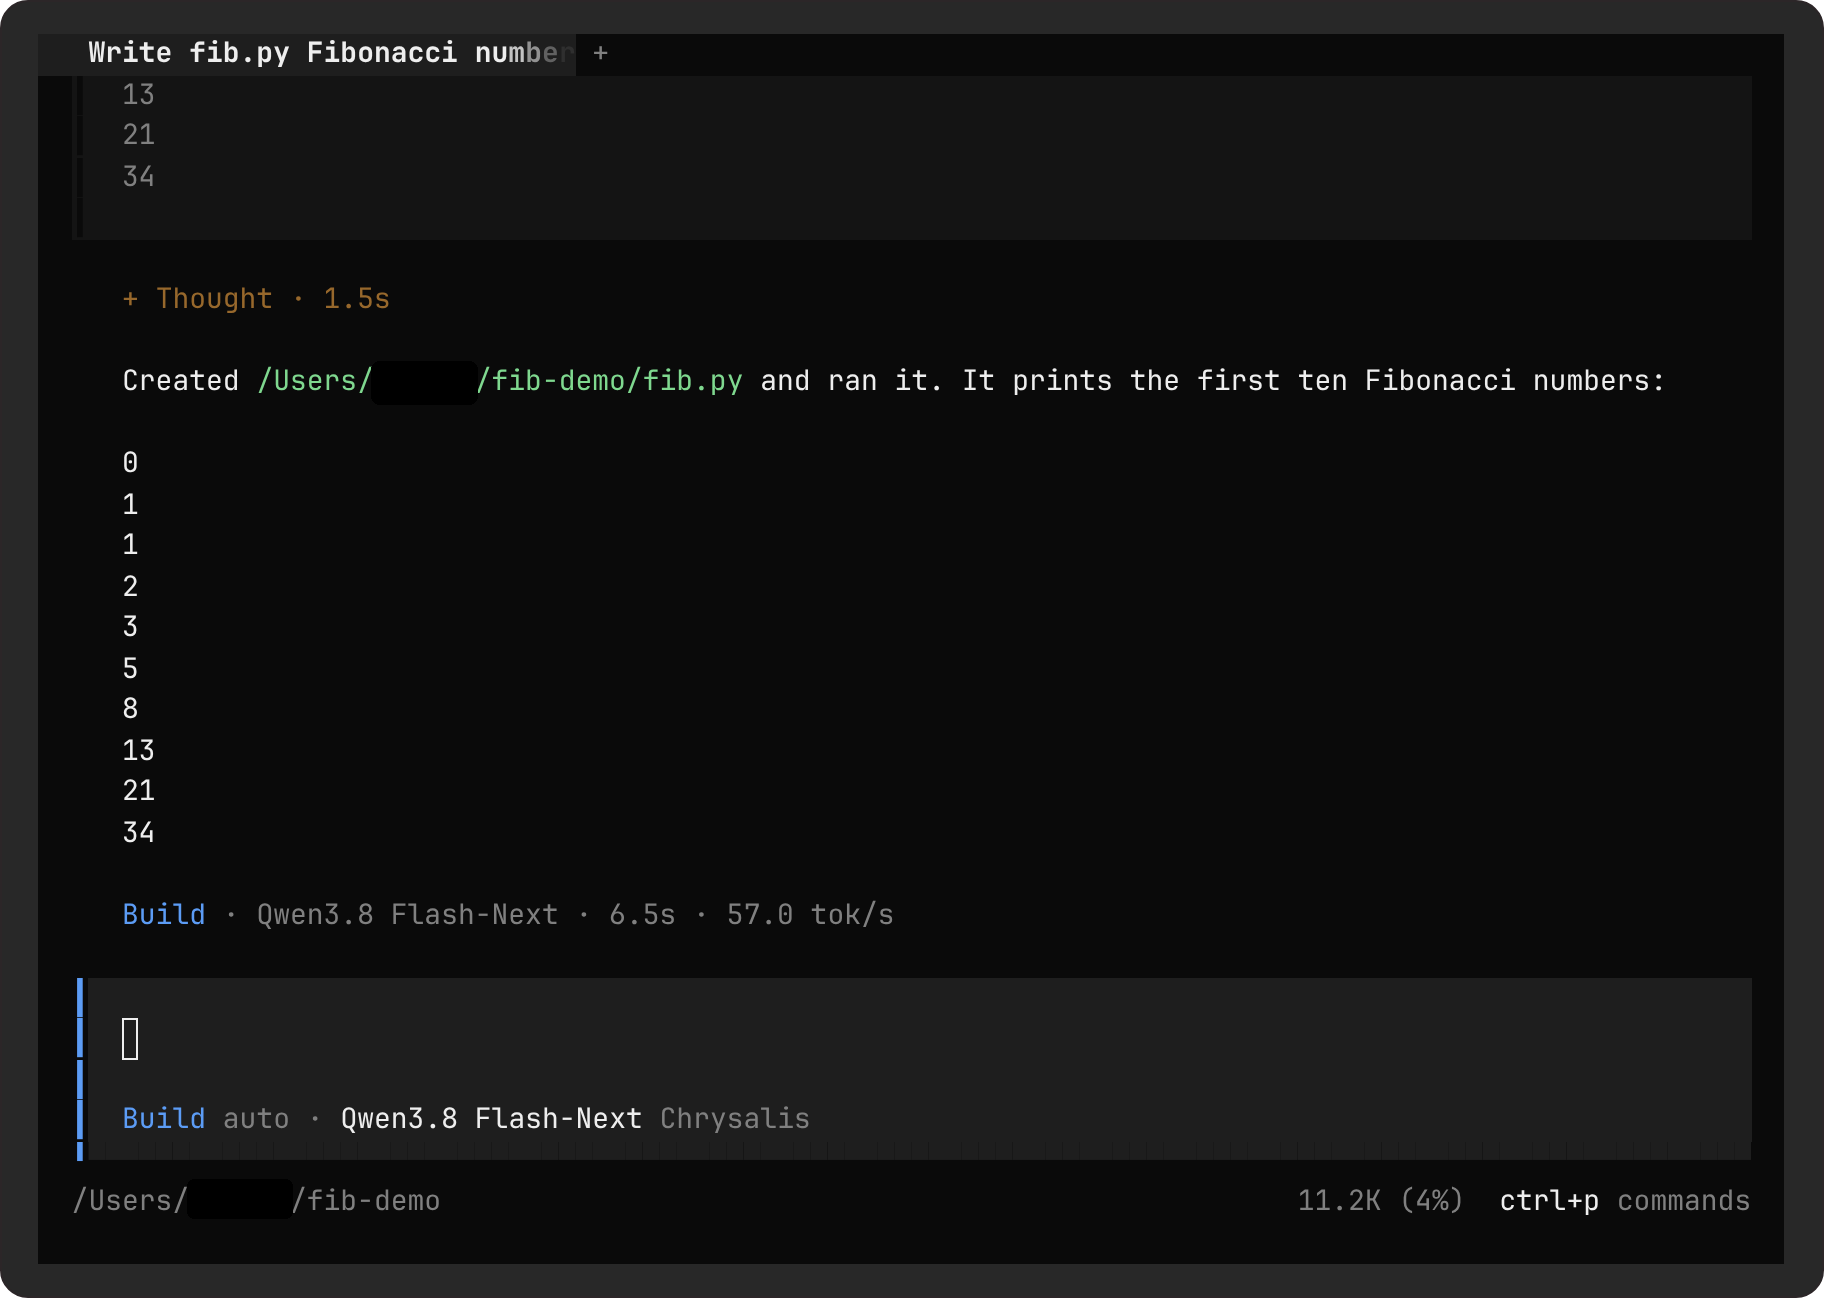 Write fib.py Fibonacci number +
13
21
34
+ Thought · 1.5s
Created /Users/ /fib-demo/fib.py and ran it. It prints the first ten Fibonacci numbers:
0
1
1
2
3
5
8
13
21
34
Build · Qwen3.8 Flash-Next · 6.5s · 57.0 tok/s
Build auto · Qwen3.8 Flash-Next Chrysalis
/Users/ /fib-demo 11.2K (4%) ctrl+p commands